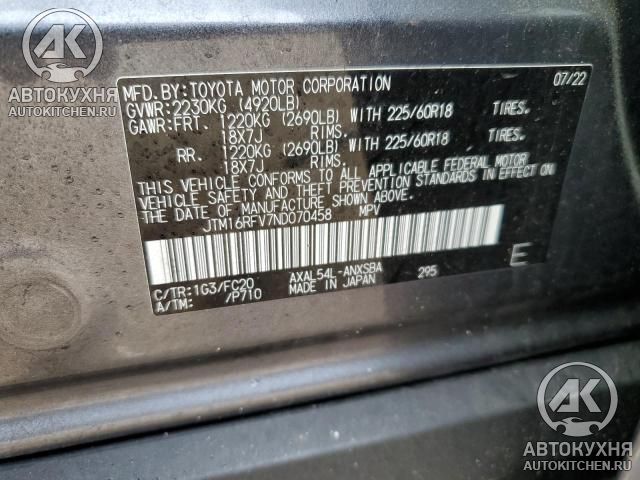 AK
АВТОКУХНЯ
AUTOKITCHEN.RU
MFD. BY: TOYOTA MOTOR CORPORATION 07/22
GVWR: 2230KG (4920LB)
GAWR: FRT. 1220KG (2690LB) WITH 225/60R18 TIRES.
18X7J RIMS.
RR. 1220KG (2690LB) WITH 225/60R18 TIRES.
18X7J RIMS.
THIS VEHICLE CONFORMS TO ALL APPLICABLE FEDERAL MOTOR
VEHICLE SAFETY AND THEFT PREVENTION STANDARDS IN EFFECT ON
THE DATE OF MANUFACTURE SHOWN ABOVE.
JTM16RFV7ND070458 MPV
C/TR: 1G3/FC20 AXAL54L-ANXSBA 295 E
A/TM: /P710 MADE IN JAPAN
AK
АВТОКУХНЯ
AUTOKITCHEN.RU